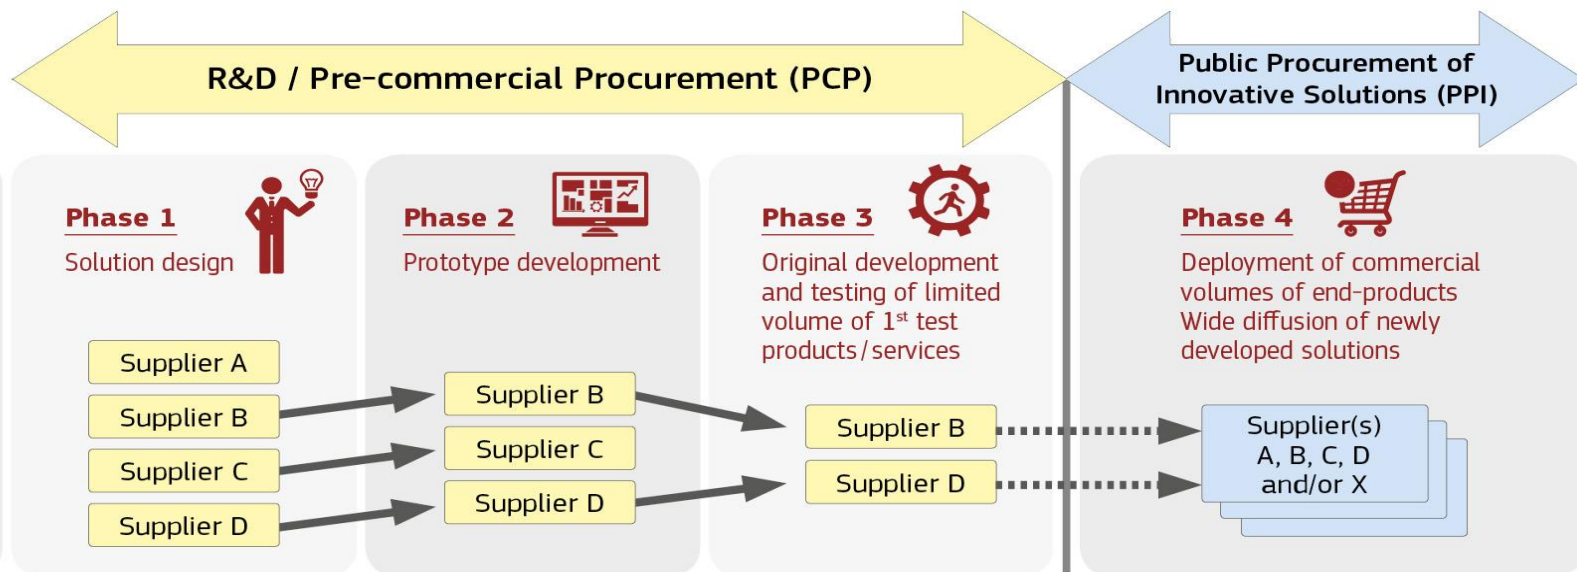 R&D / Pre-commercial Procurement (PCP)
Public Procurement of
Innovative Solutions (PPI)
Phase 1
Solution design
Supplier A
Supplier B
Supplier C
Supplier D
Phase 2
Prototype development
Supplier B
Supplier C
Supplier D
Phase 3
Original development
and testing of limited
volume of 1st test
products/services
Supplier B
Supplier D
Phase 4
Deployment of commercial
volumes of end-products
Wide diffusion of newly
developed solutions
Supplier(s)
A, B, C, D
and/or X